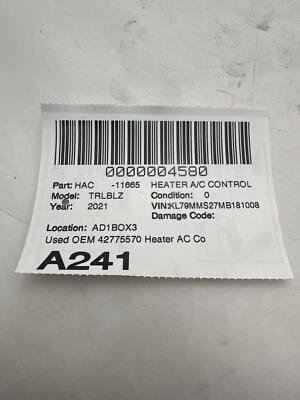 0000004580
Part: HAC -11665 HEATER A/C CONTROL
Model: TRLBLZ Condition: 0
Year: 2021 VIN:KL79MMS27MB181008
Damage Code:
Location: AD1BOX3
Used OEM 42775570 Heater AC Co
A241